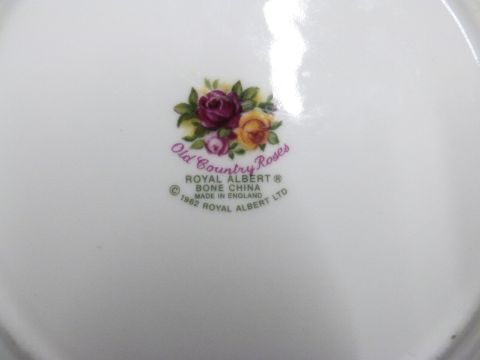 Old Country Roses
ROYAL ALBERT ®
BONE CHINA
MADE IN ENGLAND
© 1962 ROYAL ALBERT LTD